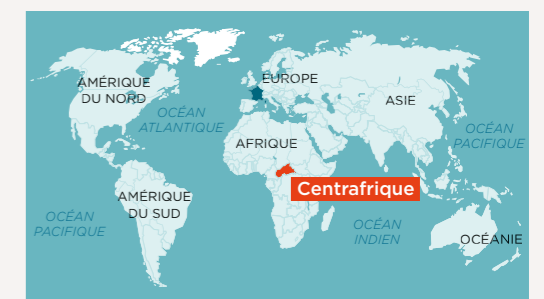 EUROPE
AMÉRIQUE
DU NORD
ASIE
OCÉAN
ATLANTIQUE
OCÉAN
PACIFIQUE
AFRIQUE
Centrafrique
AMÉRIQUE
DU SUD
OCÉAN
PACIFIQUE
OCÉAN
INDIEN
OCÉANIE